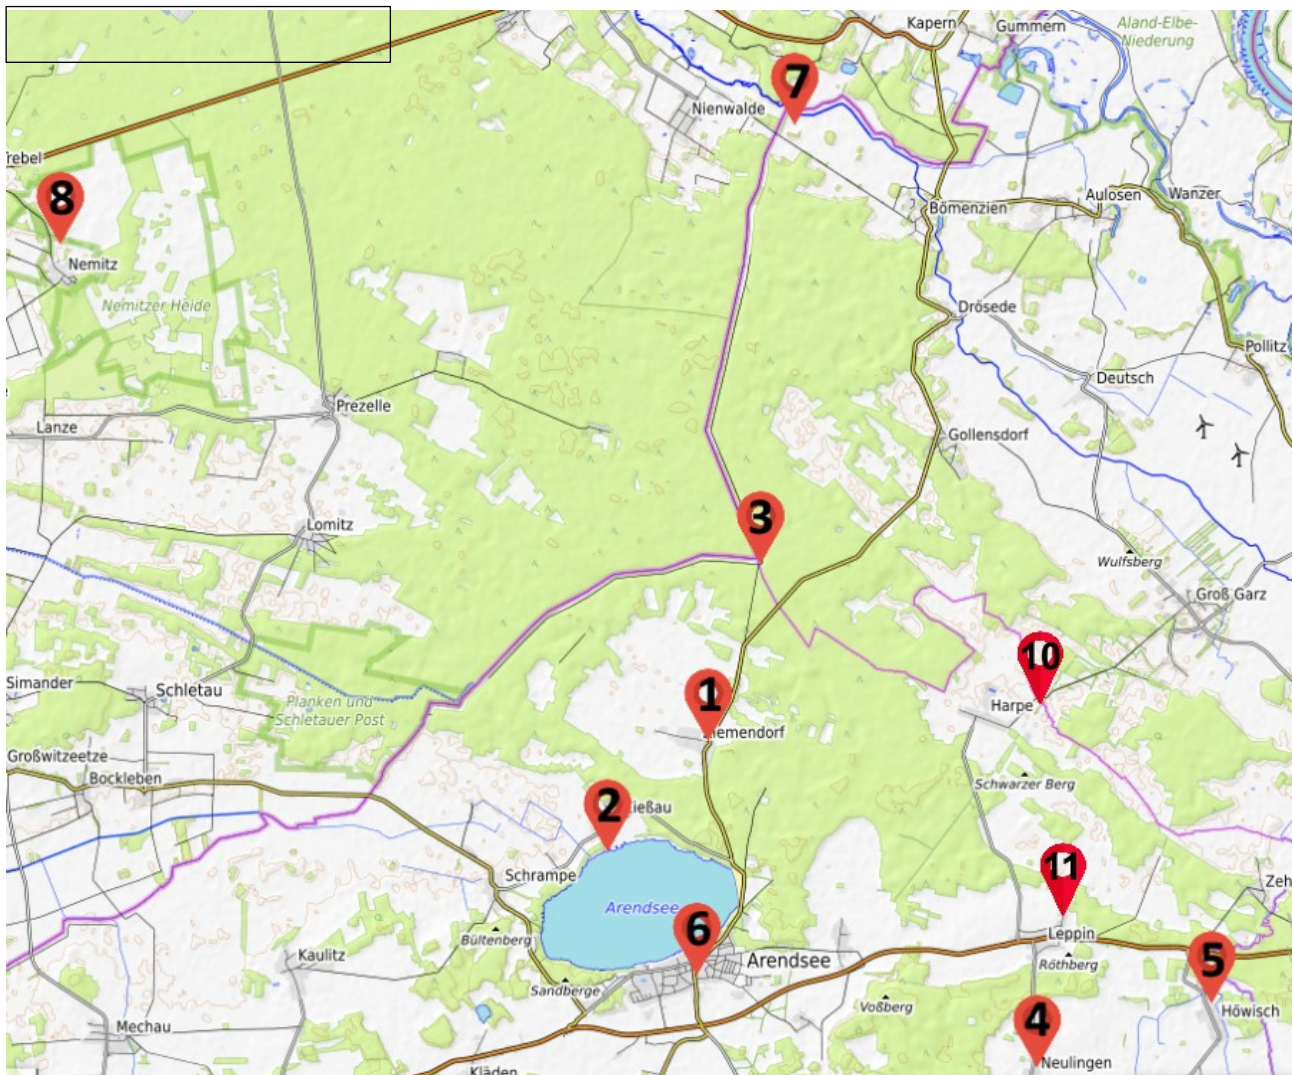 Kapern
Gummern
Aland-Elbe-
Niederung
7
Nienwalde
Trebel
8
Aulosen
Wanzer
Bömenzien
Nemitz
Nemitzer Heide
Drösede
Pollitz
Deutsch
Prezelle
Lanze
Gollensdorf
3
Lomitz
Wulfsberg
Groß Garz
10
Simander
Schletau
1
Planken und
Schletauer Post
Harpe
Ziemendorf
Großwitzeetze
Bockleben
Schwarzer Berg
2
Zießau
Schrampe
11
Zeh
Arendsee
6
Bültenberg
Leppin
Kaulitz
Arendsee
Röthberg
5
Sandberge
Voßberg
Höwisch
4
Mechau
Neulingen
Kläden